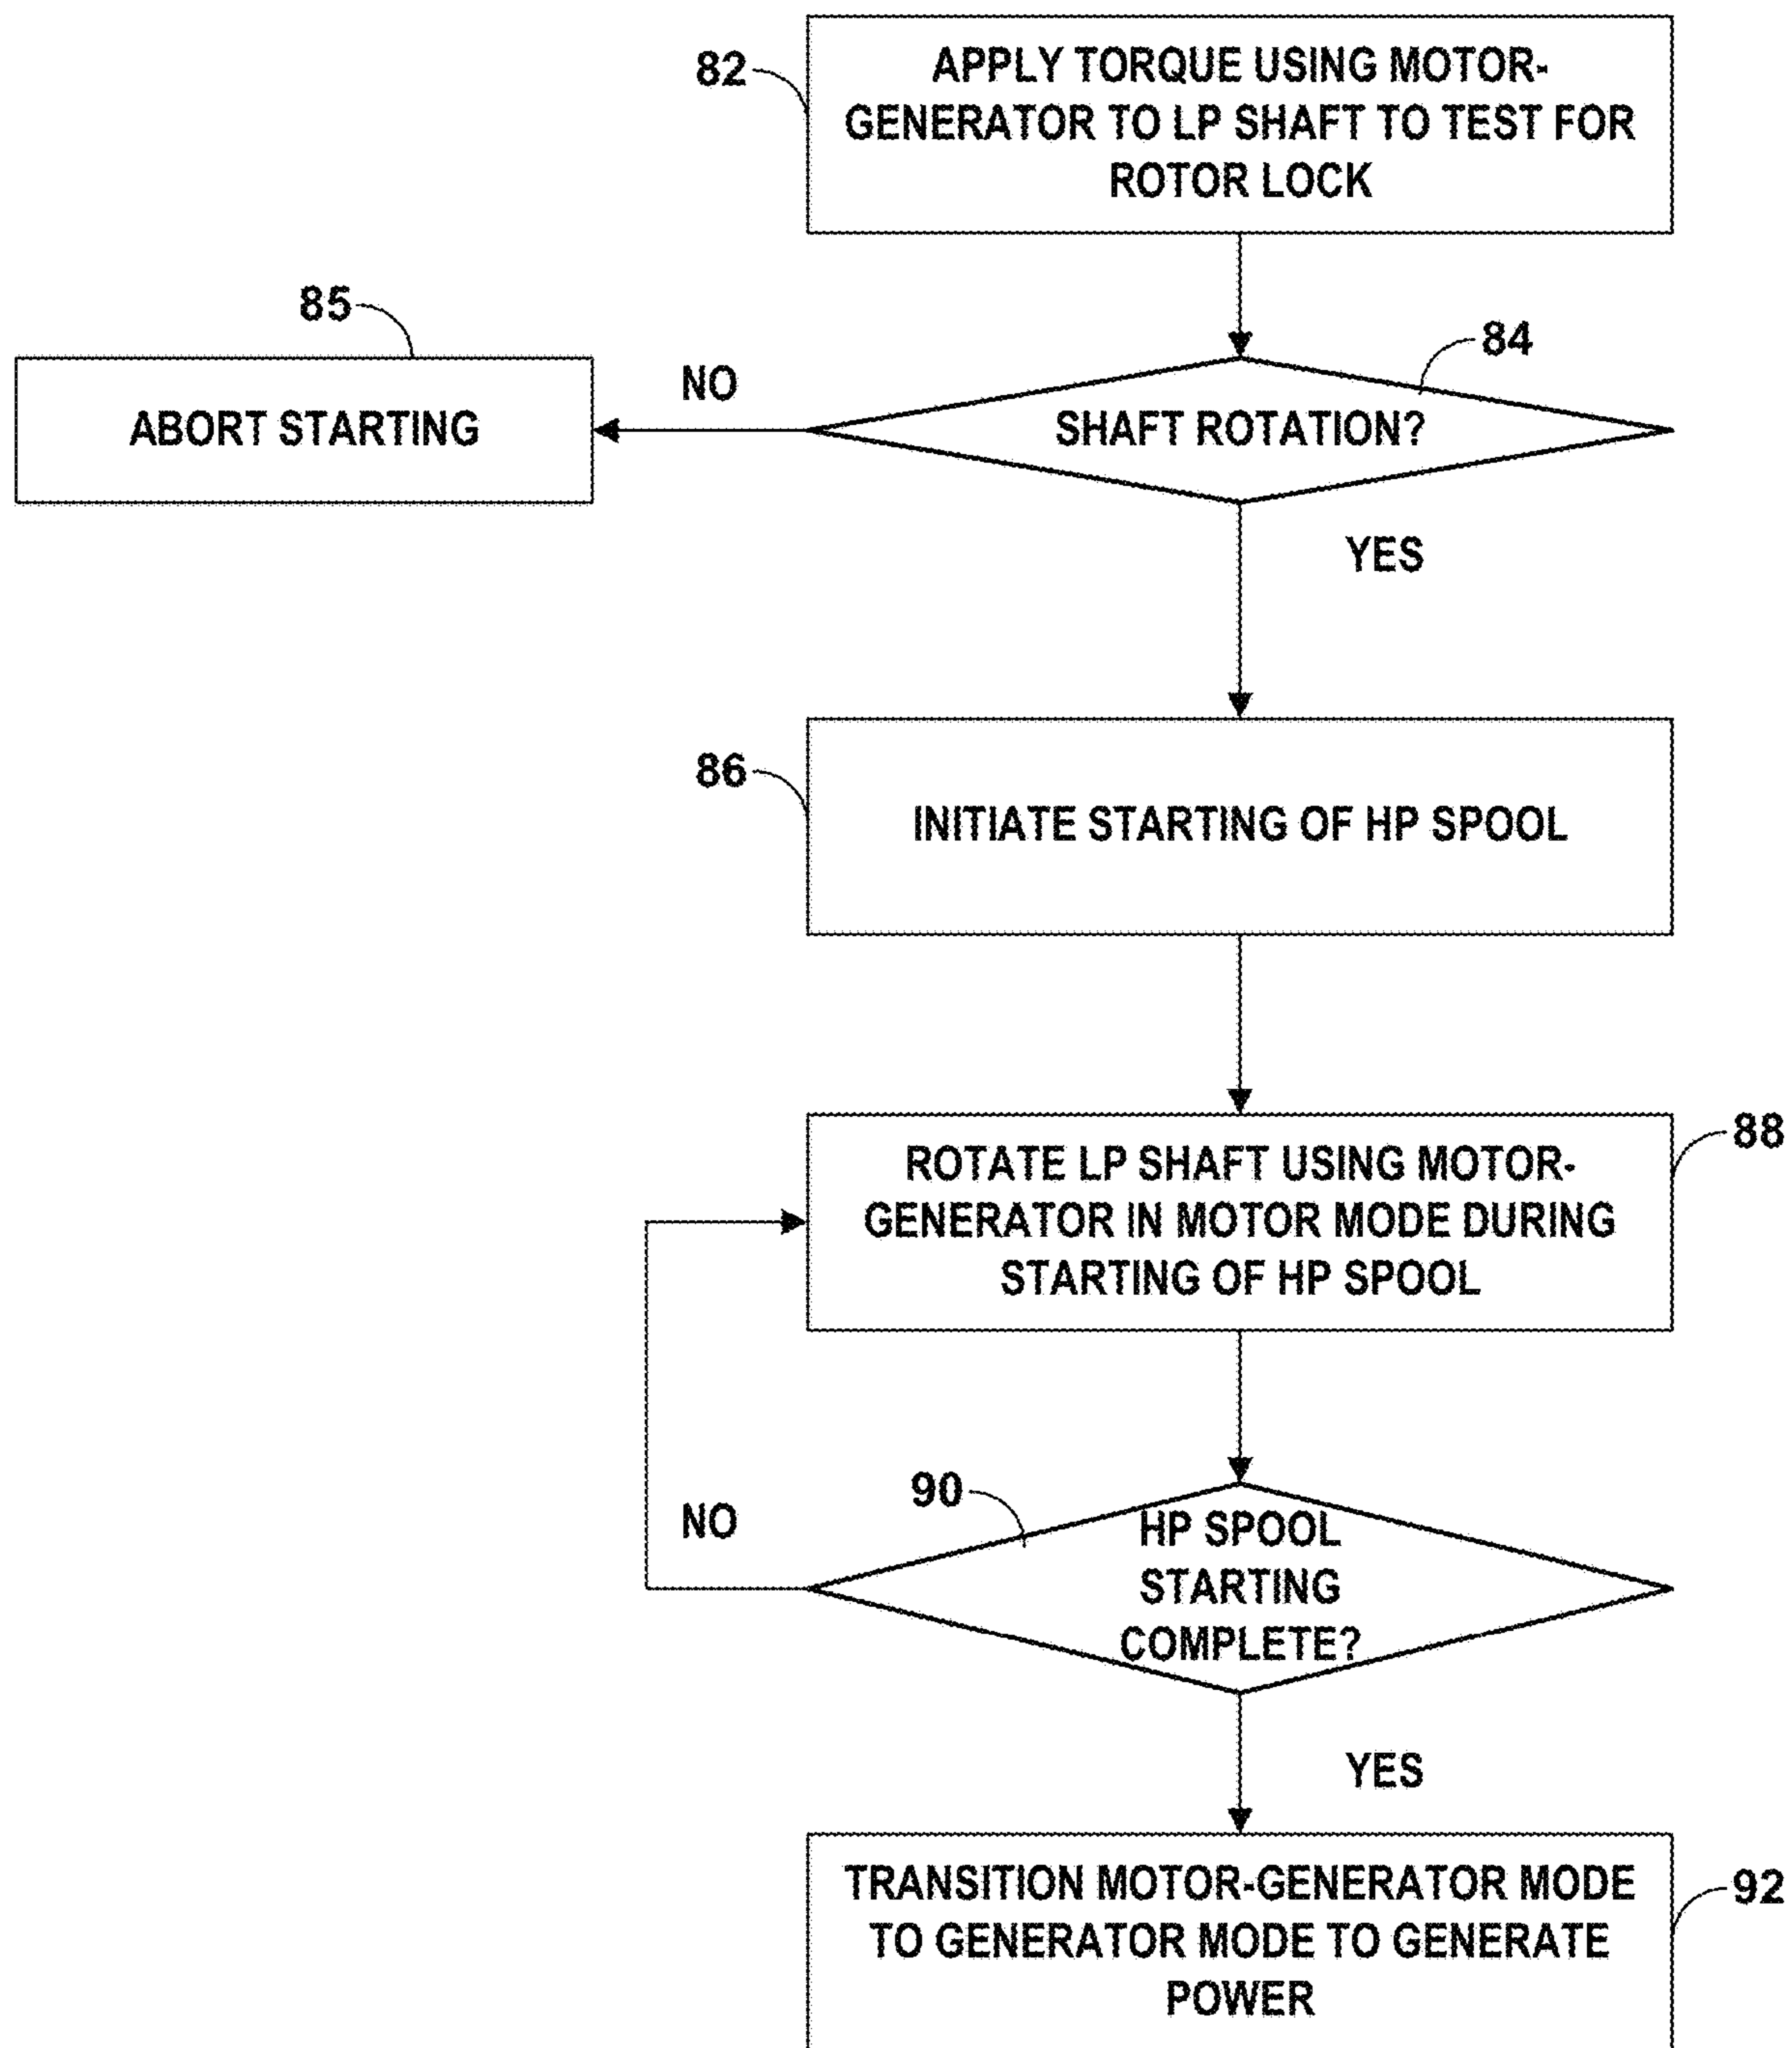 82
APPLY TORQUE USING MOTOR-
GENERATOR TO LP SHAFT TO TEST FOR
ROTOR LOCK
85
84
NO
ABORT STARTING
SHAFT ROTATION?
YES
86
INITIATE STARTING OF HP SPOOL
88
ROTATE LP SHAFT USING MOTOR-
GENERATOR IN MOTOR MODE DURING
STARTING OF HP SPOOL
90
NO
HP SPOOL
STARTING
COMPLETE?
YES
92
TRANSITION MOTOR-GENERATOR MODE
TO GENERATOR MODE TO GENERATE
POWER